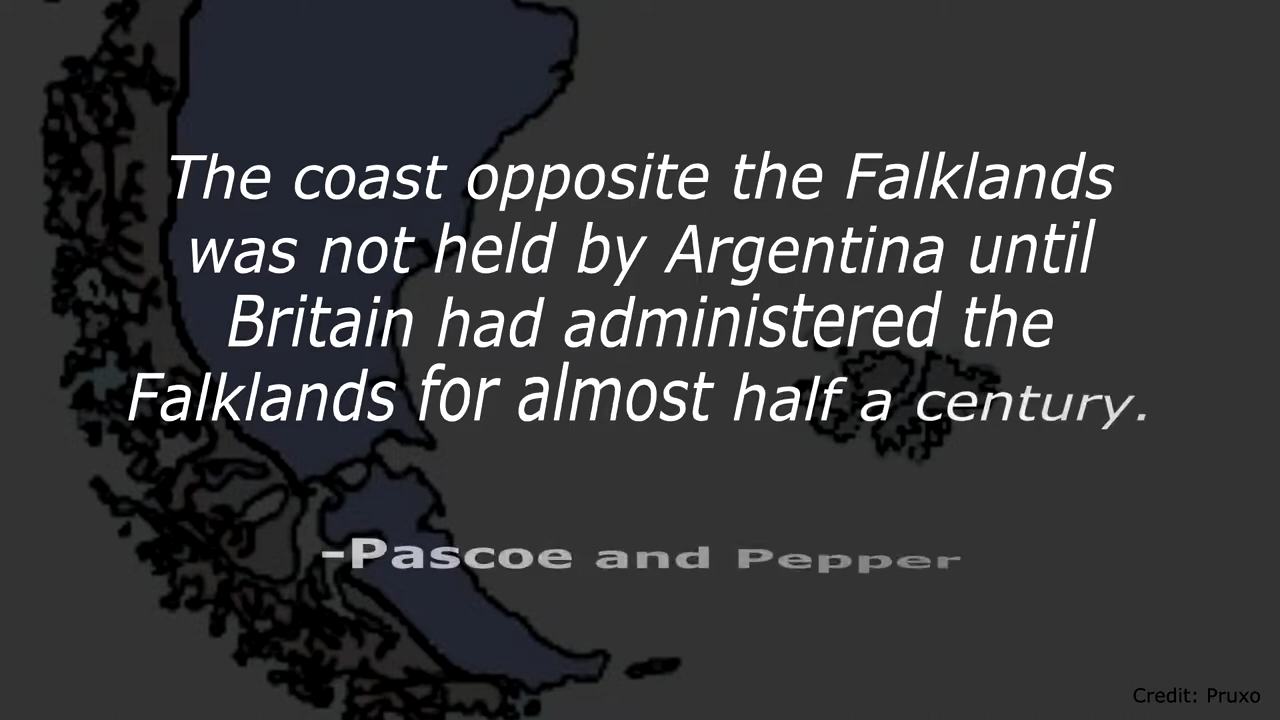 The coast opposite the Falklands
was not held by Argentina until
Britain had administered the
Falklands for almost half a century.
-Pascoe and Pepper
Credit: Pruxo